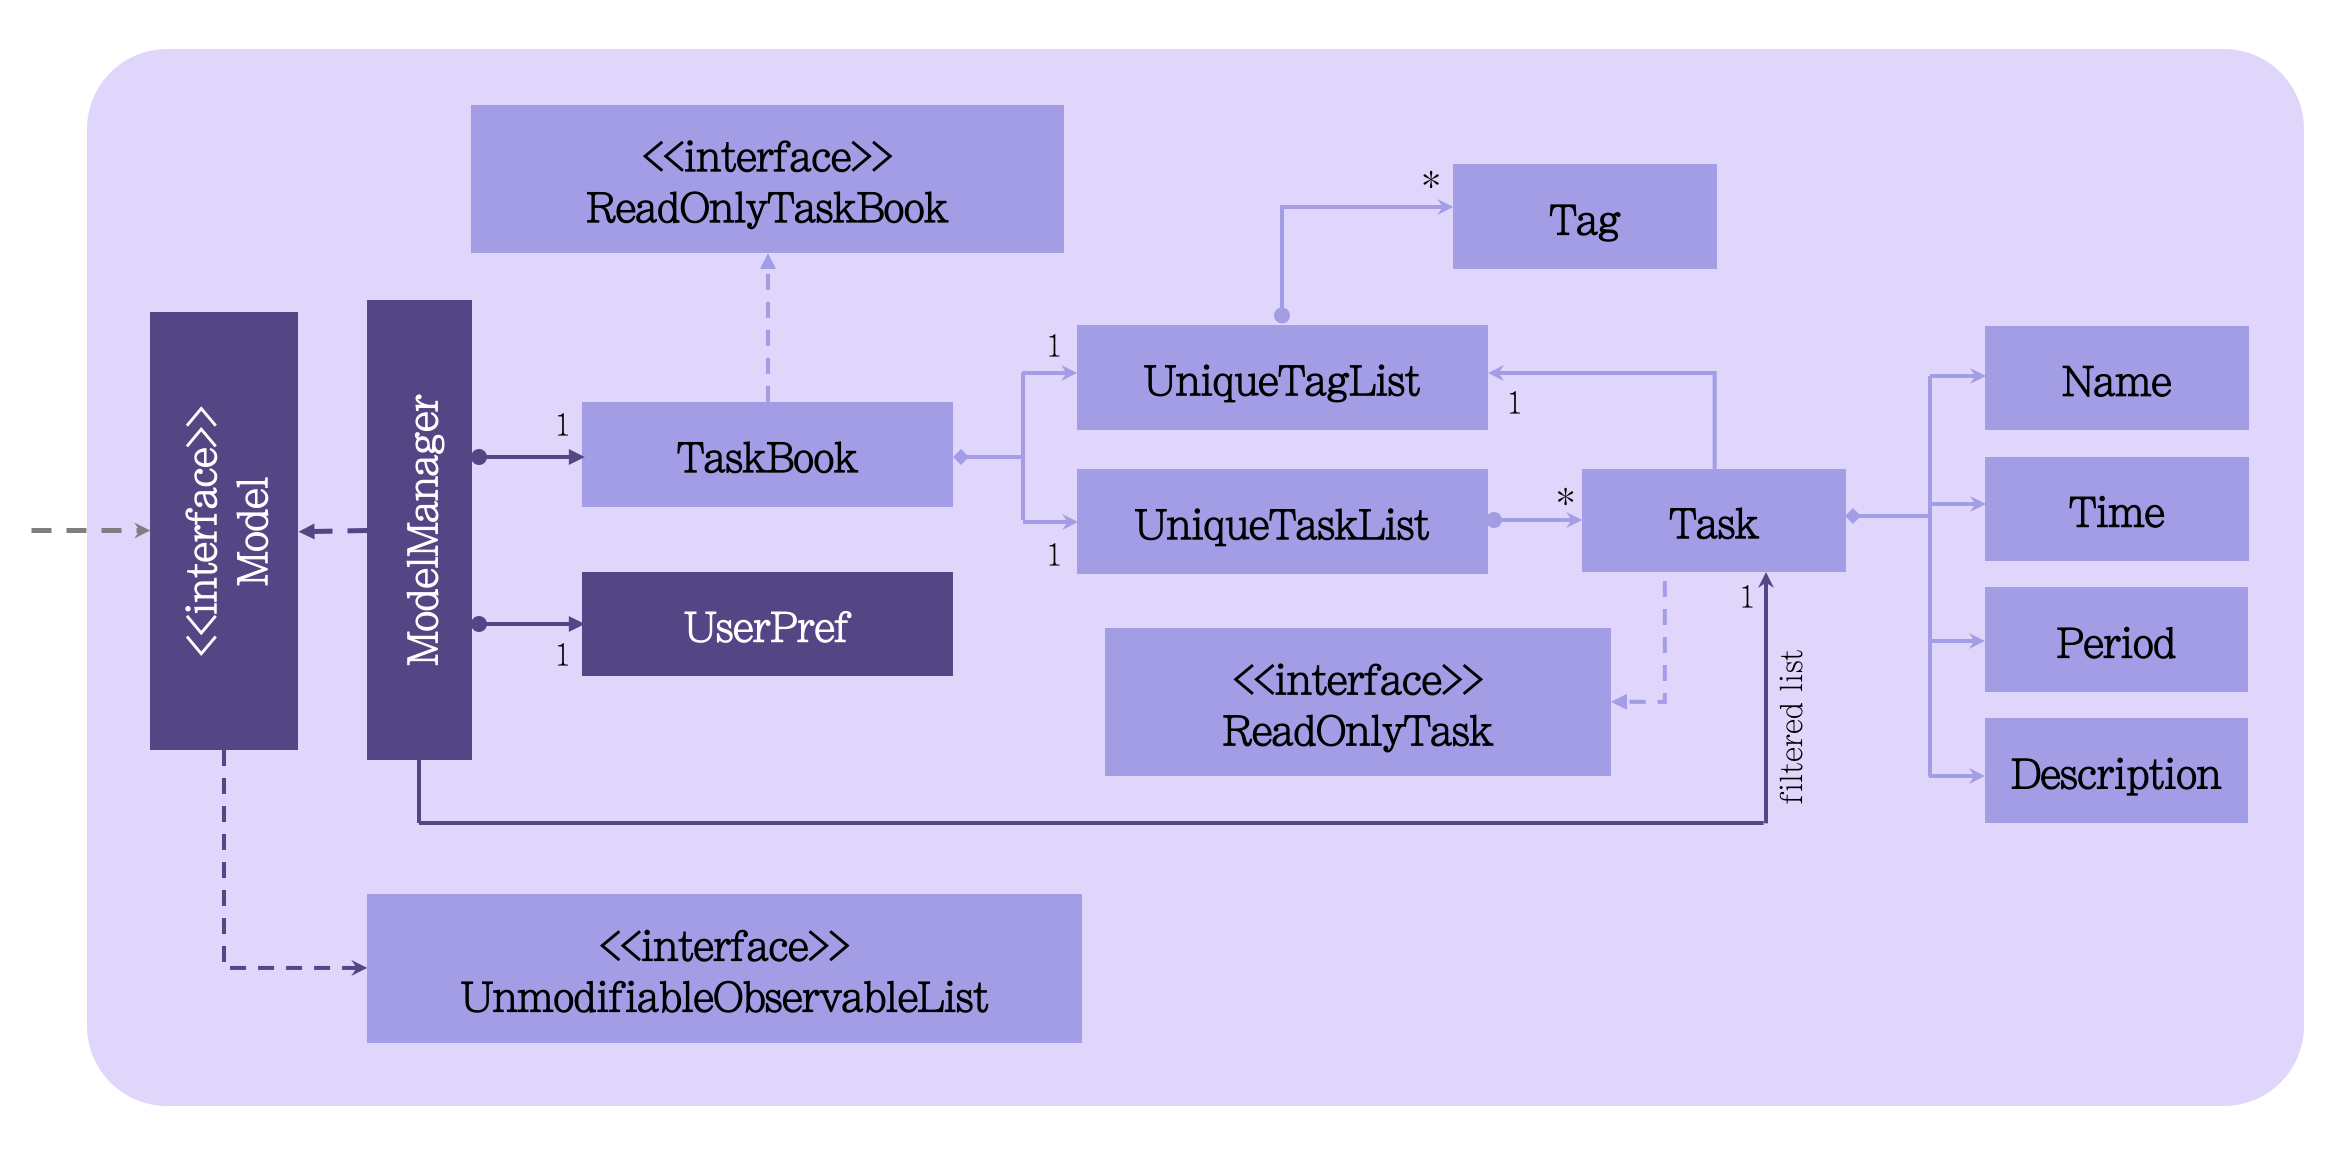 <<interface>>
ReadOnlyTaskBook
*
Tag
<<interface>>
Model
ModelManager
1
TaskBook
1
UniqueTagList
1
Name
UniqueTaskList
1
*
Task
Time
1
UserPref
1
<<interface>>
ReadOnlyTask
filtered list
Period
Description
<<interface>>
UnmodifiableObservableList